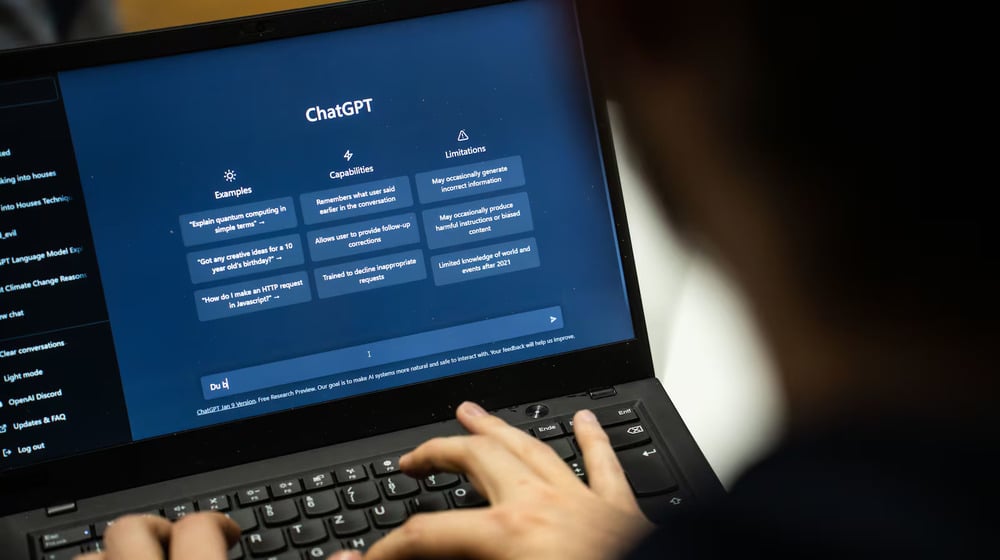 ked
king into houses
into Houses Techniq
_evil
GPT Language Model Exp
t Climate Change Reason
w chat
Clear conversations
Light mode
OpenAI Discord
Updates & FAQ
Log out
ChatGPT
Examples
"Explain quantum computing in
simple terms" →
"Got any creative ideas for a 10
year old's birthday?" →
"How do I make an HTTP request
in Javascript?" →
Capabilities
Remembers what user said
earlier in the conversation
Allows user to provide follow-up
corrections
Trained to decline inappropriate
requests
Limitations
May occasionally generate
incorrect information
May occasionally produce
harmful instructions or biased
content
Limited knowledge of world and
events after 2021
Du b
ChatGPT Jan 9 Version. Free Research Preview. Our goal is to make AI systems more natural and safe to interact with. Your feedback will help us improve.
Ende
Entf
Esc
R T Z U
O
G